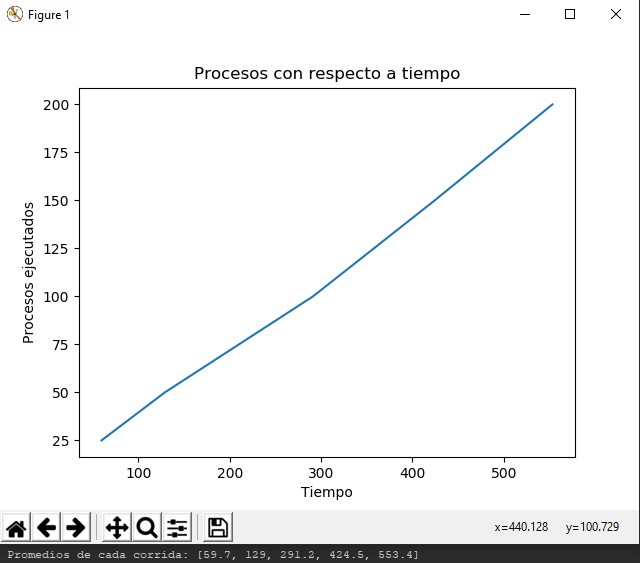 Figure 1
Procesos con respecto a tiempo
Procesos ejecutados
200
175
150
125
100
75
50
25
100 200 300 400 500
Tiempo
x=440.128 y=100.729
Promedios de cada corrida: [59.7, 129, 291.2, 424.5, 553.4]